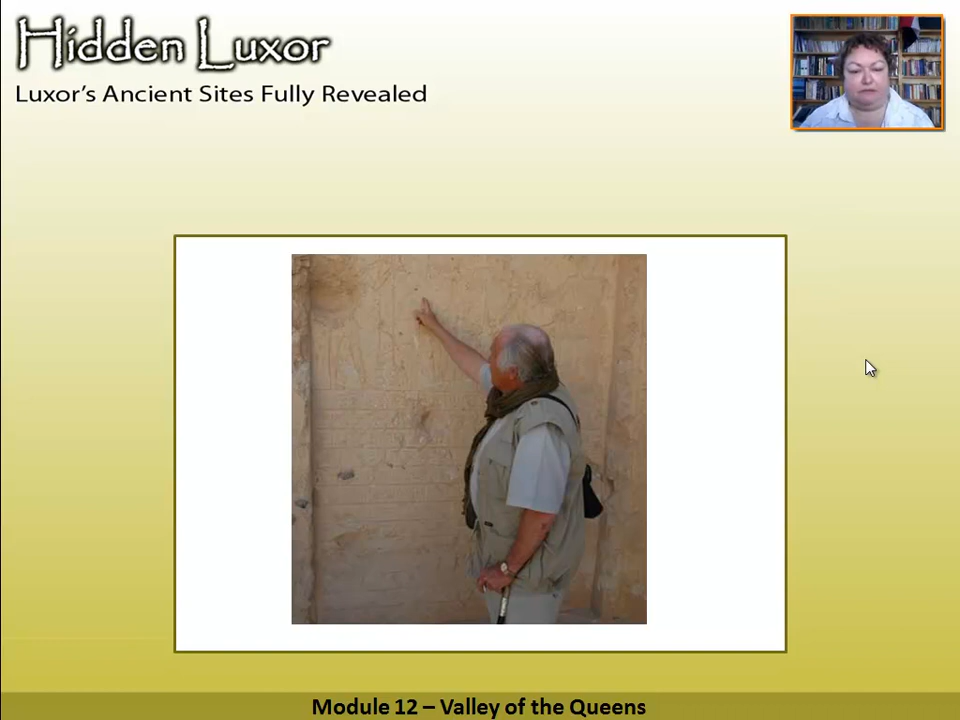 Hidden Luxor
Luxor's Ancient Sites Fully Revealed
Module 12 – Valley of the Queens